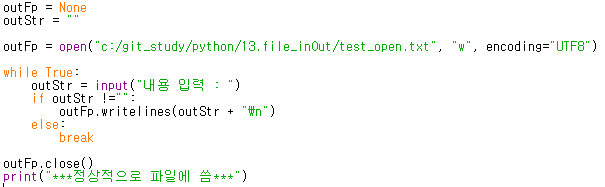 outFp = None
outStr = ""
outFp = open("c:/git_study/python/13.file_inOut/test_open.txt", "w", encoding="UTF8")
while True:
    outStr = input("내용 입력 : ")
    if outStr !="":
        outFp.writelines(outStr + "₩n")
    else:
        break
outFp.close()
print("***정상적으로 파일에 씀***")